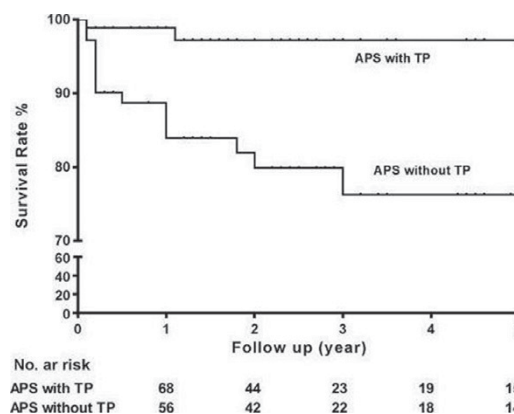 100
90
80
70
60
40
20
0
Survival Rate %
APS with TP
APS without TP
0 1 2 3 4
Follow up (year)
No. ar risk
APS with TP 68 44 23 19
APS without TP 56 42 22 18